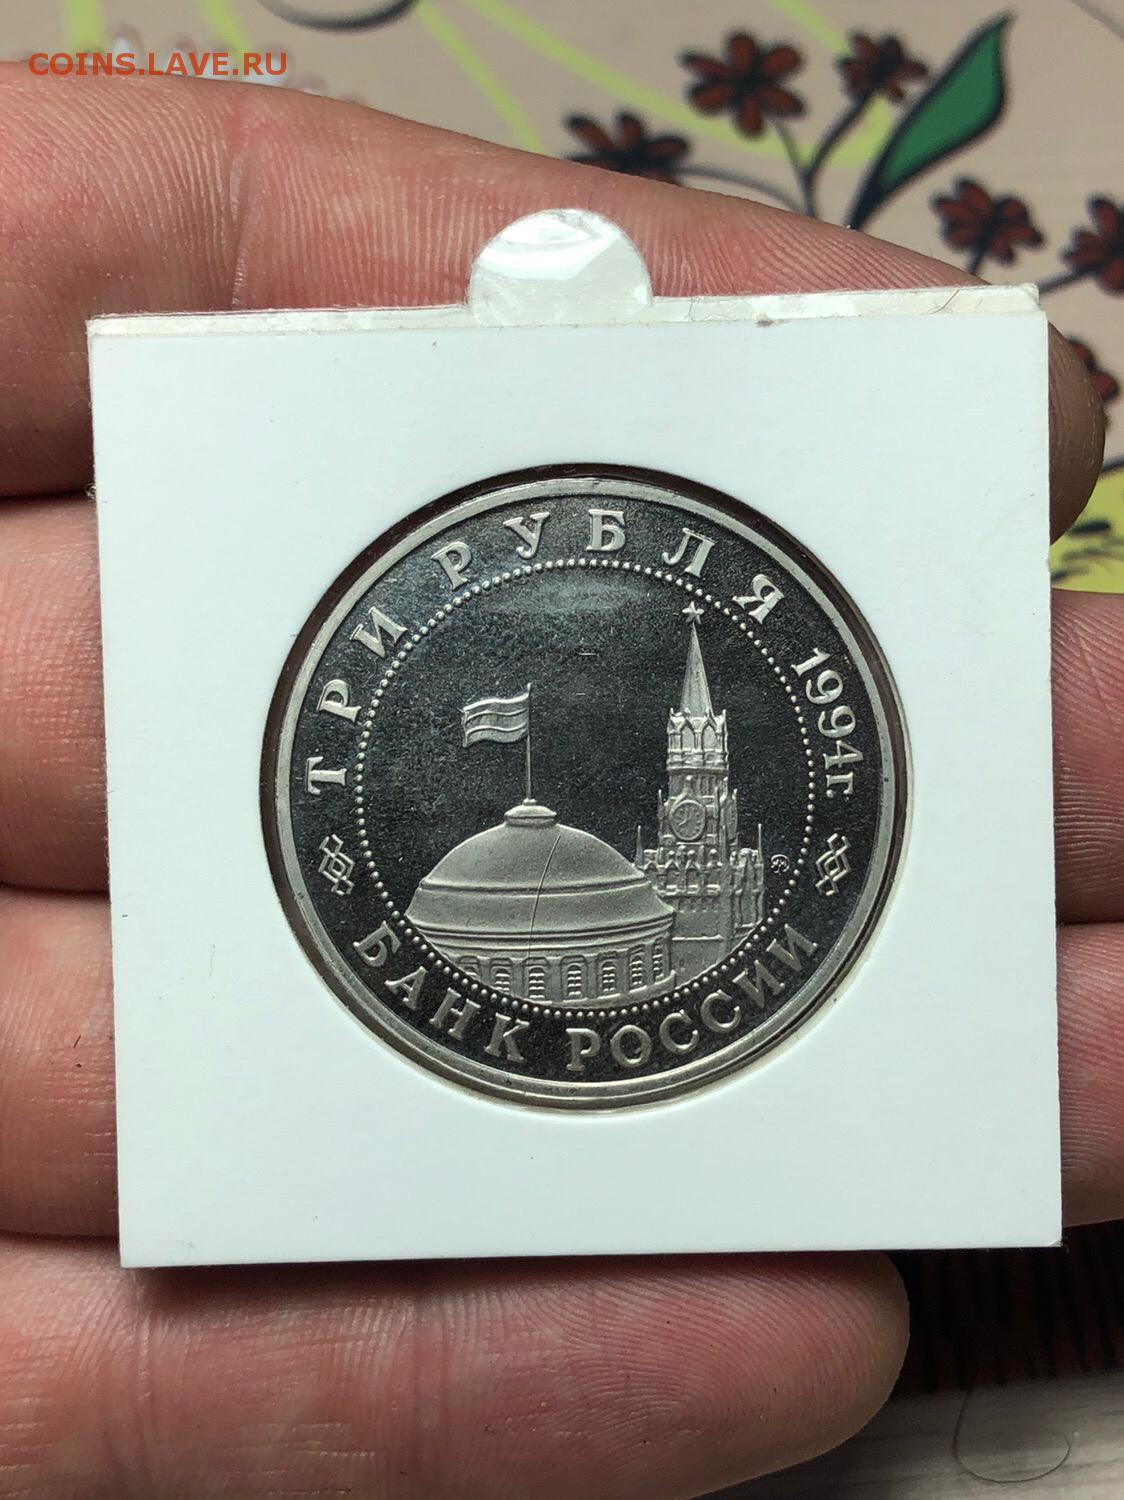 COINS.LAVE.RU
ТРИ РУБЛЯ 1994г.
БАНК РОССИИ